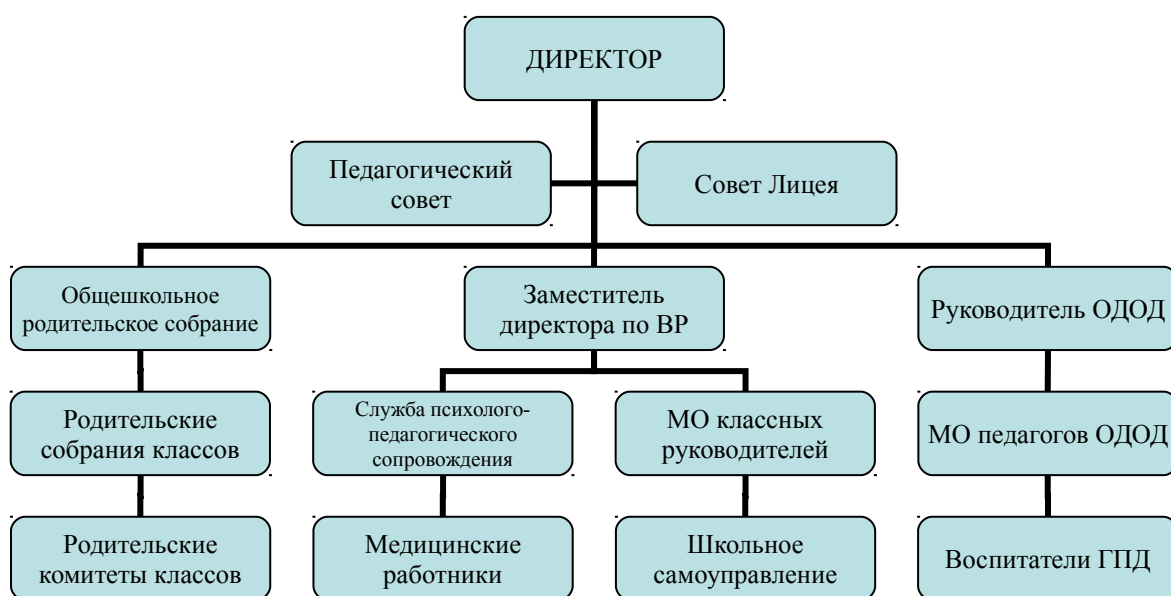 ДИРЕКТОР
Педагогический
совет
Совет Лицея
Общешкольное
родительское собрание
Заместитель
директора по ВР
Руководитель ОДОД
Родительские
собрания классов
Служба психолого-
педагогического
сопровождения
МО классных
руководителей
МО педагогов ОДОД
Родительские
комитеты классов
Медицинские
работники
Школьное
самоуправление
Воспитатели ГПД